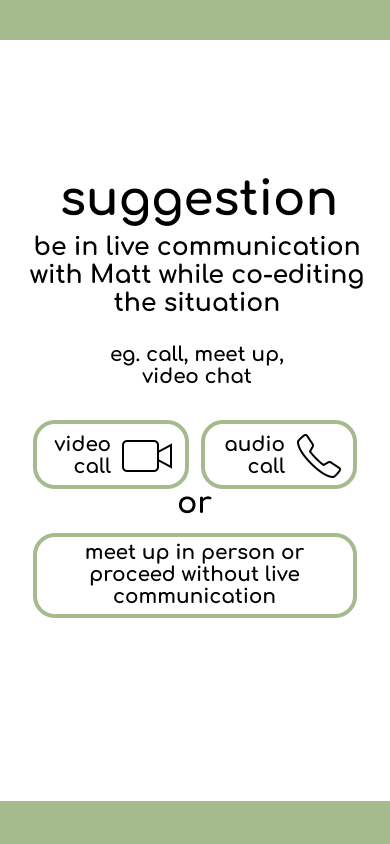 suggestion
be in live communication
with Matt while co-editing
the situation
eg. call, meet up,
video chat
video
call
audio
call
or
meet up in person or
proceed without live
communication